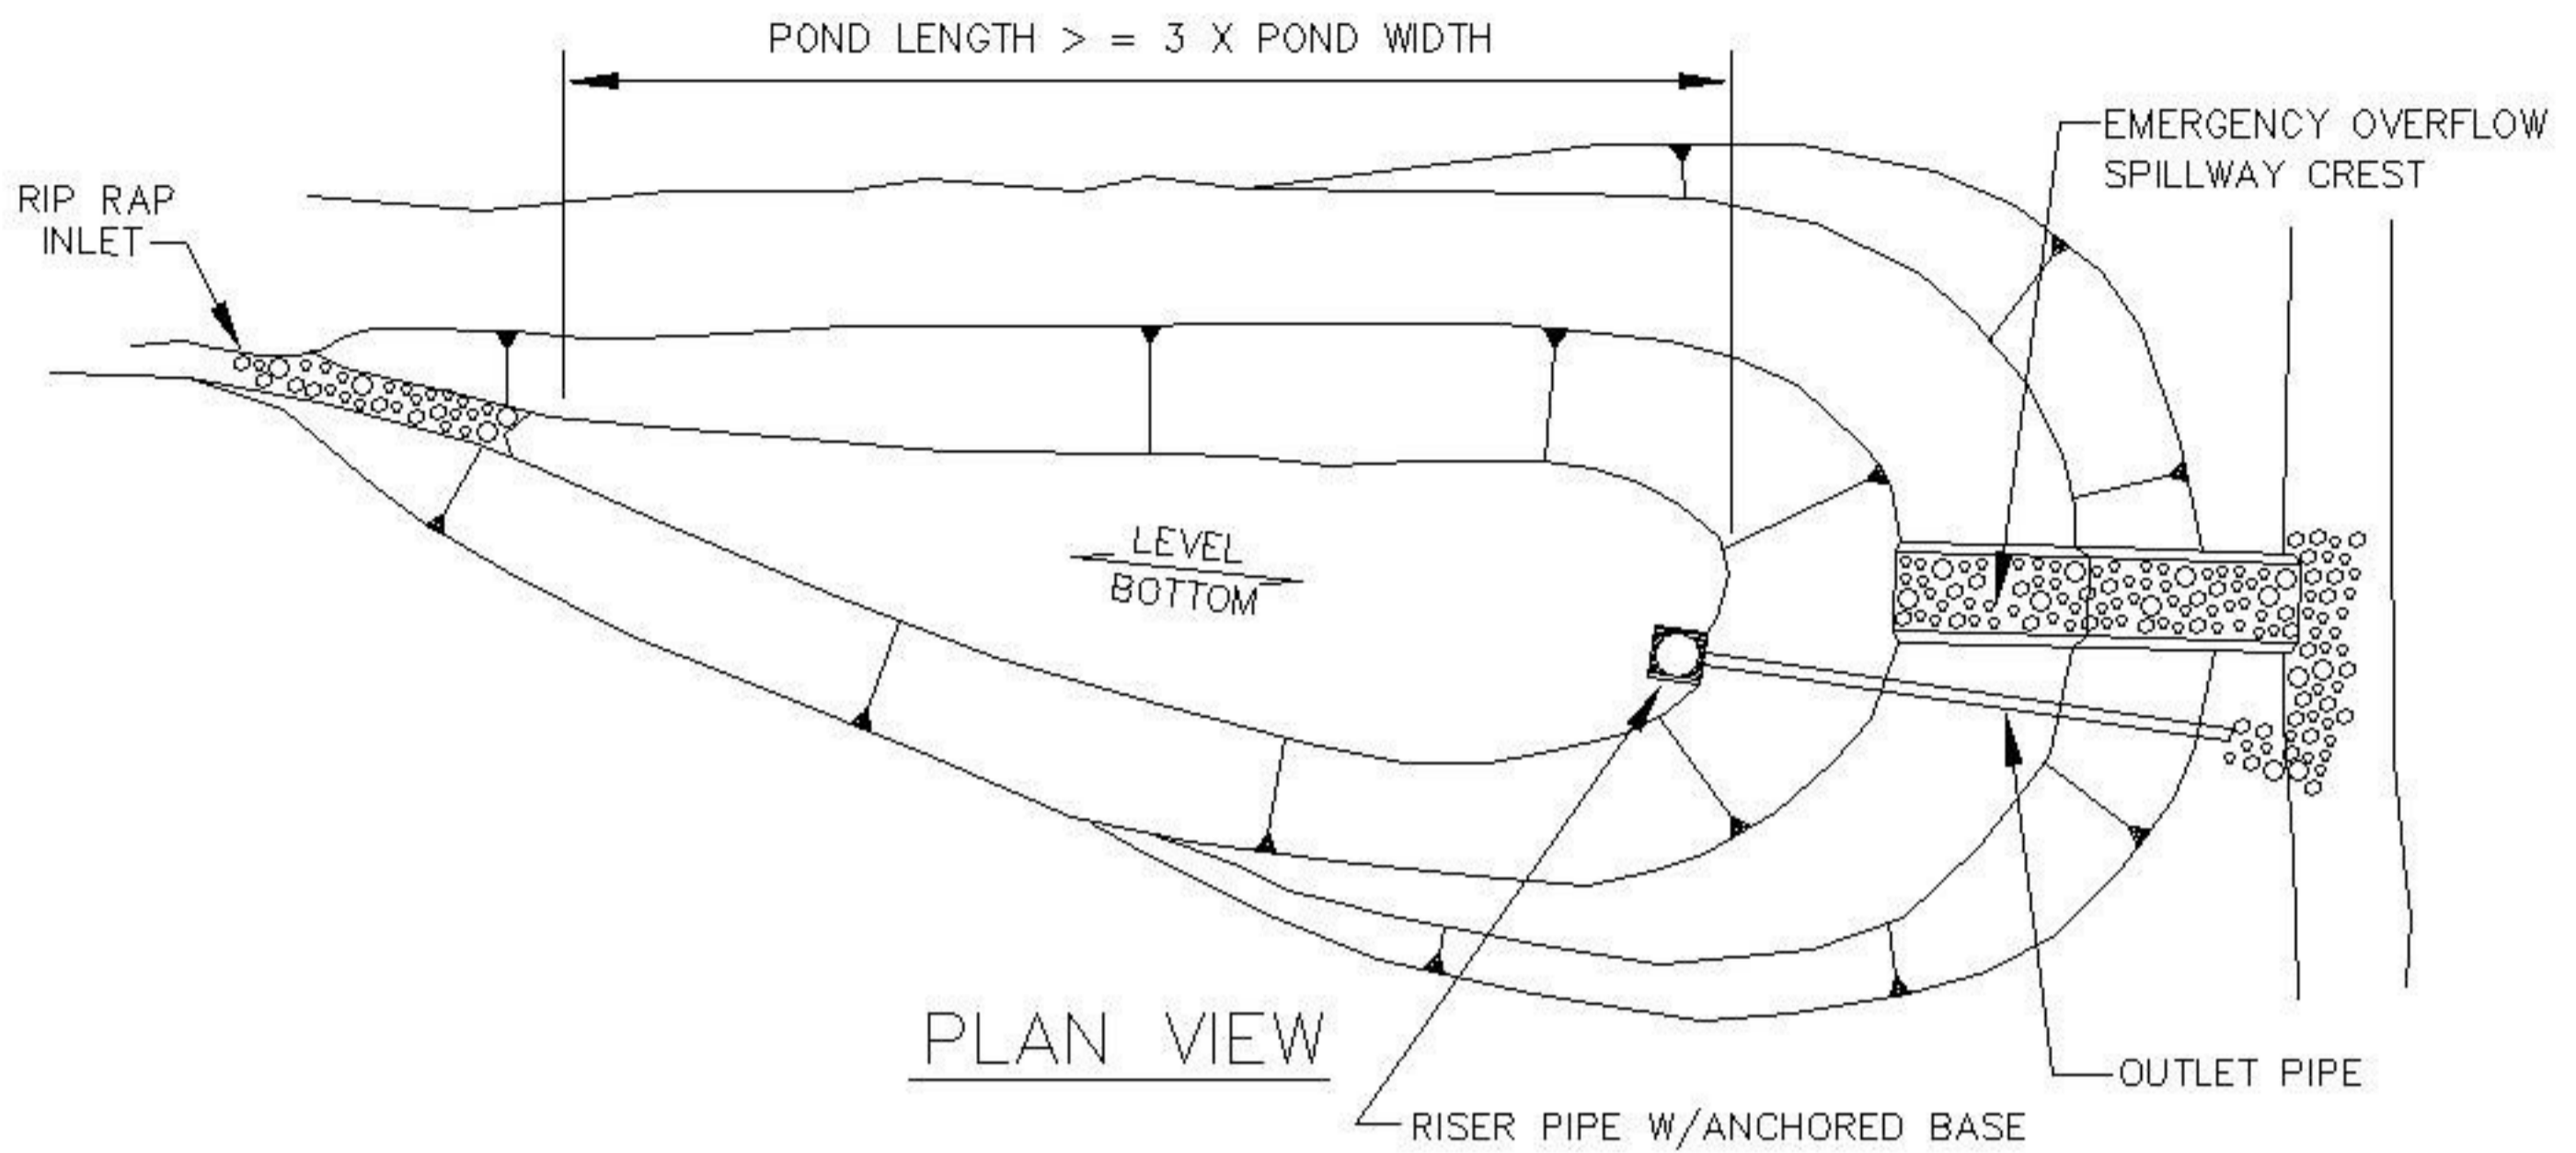 POND LENGTH > = 3 X POND WIDTH
EMERGENCY OVERFLOW
SPILLWAY CREST
RIP RAP
INLET
LEVEL
BOTTOM
PLAN VIEW
OUTLET PIPE
RISER PIPE W/ANCHORED BASE